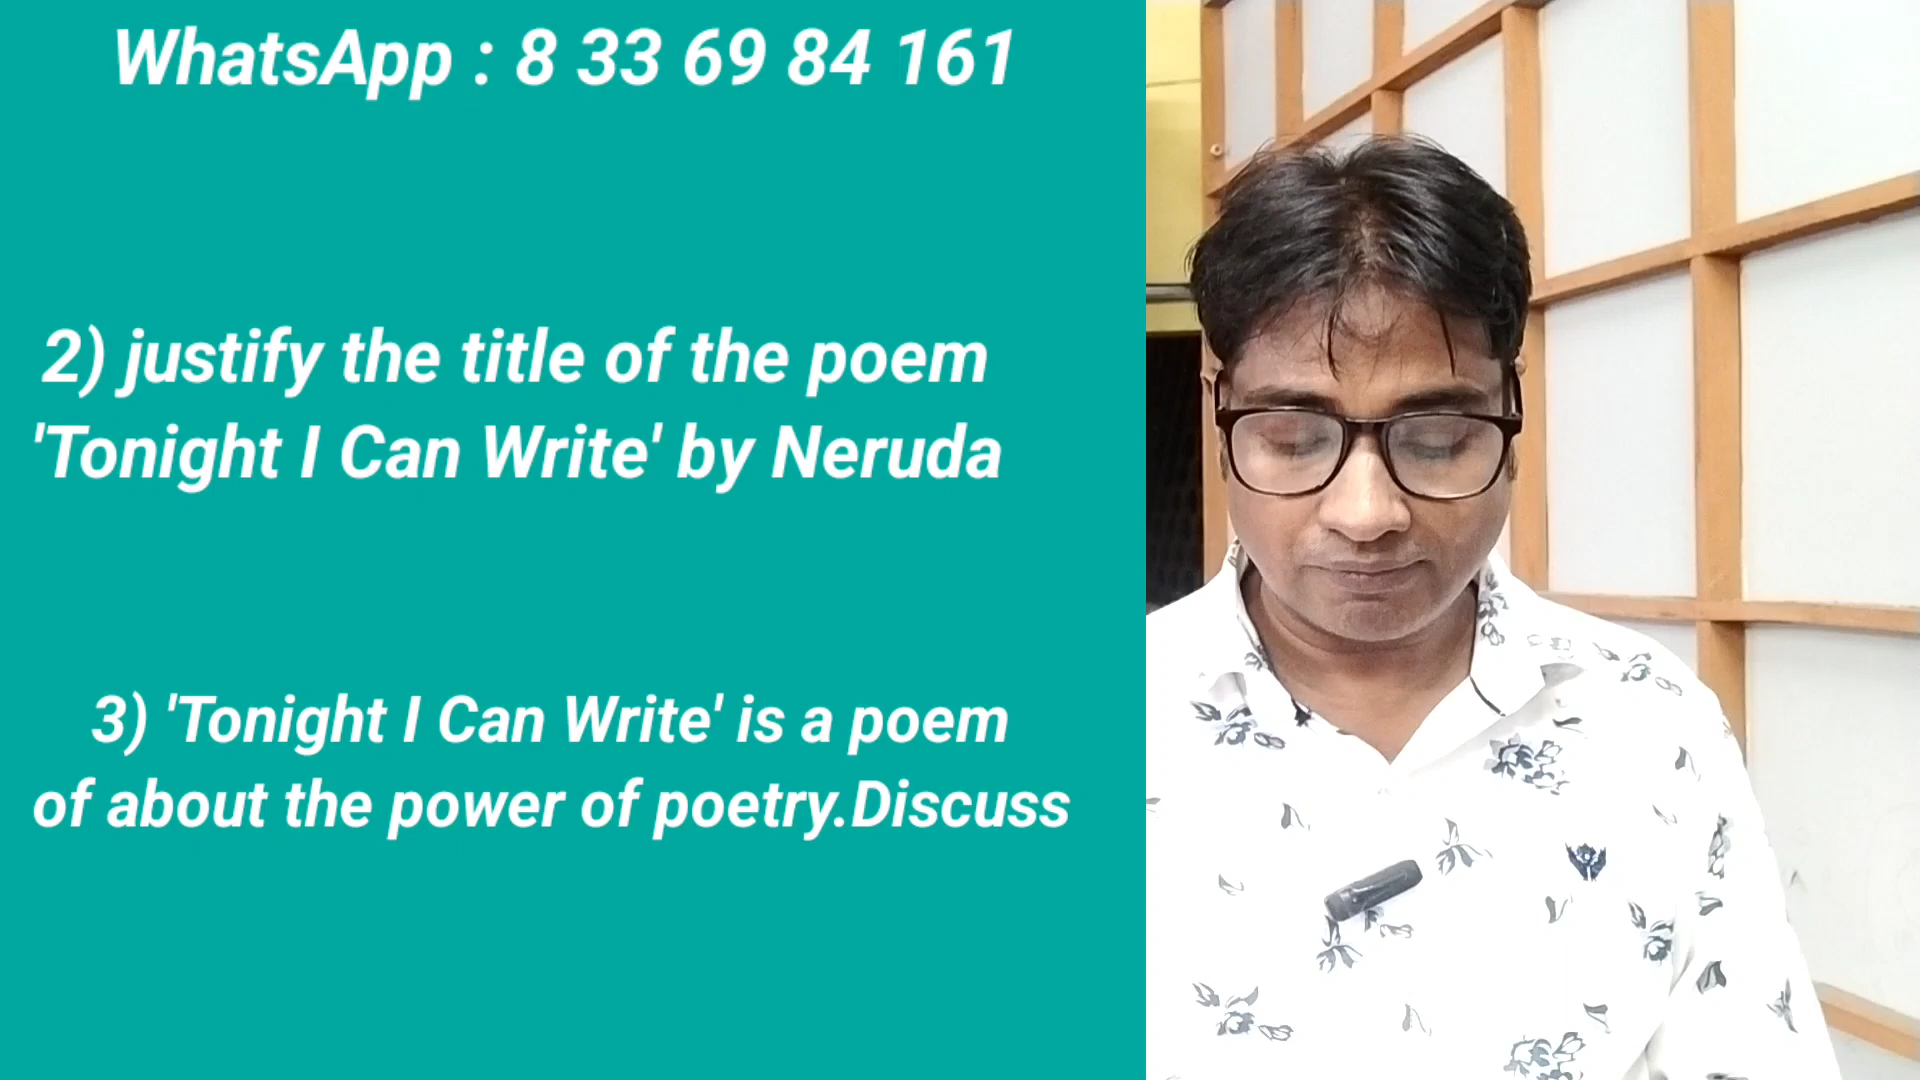 WhatsApp : 8 33 69 84 161
2) justify the title of the poem
'Tonight I Can Write' by Neruda
3) 'Tonight I Can Write' is a poem
of about the power of poetry.Discuss